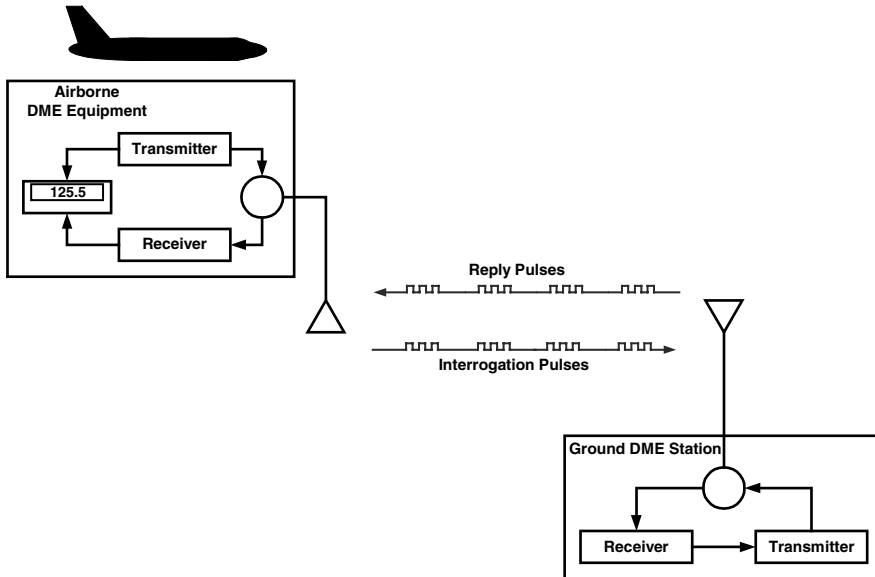 Airborne
DME Equipment
Transmitter
125.5
Receiver
Reply Pulses
Interrogation Pulses
Ground DME Station
Receiver
Transmitter